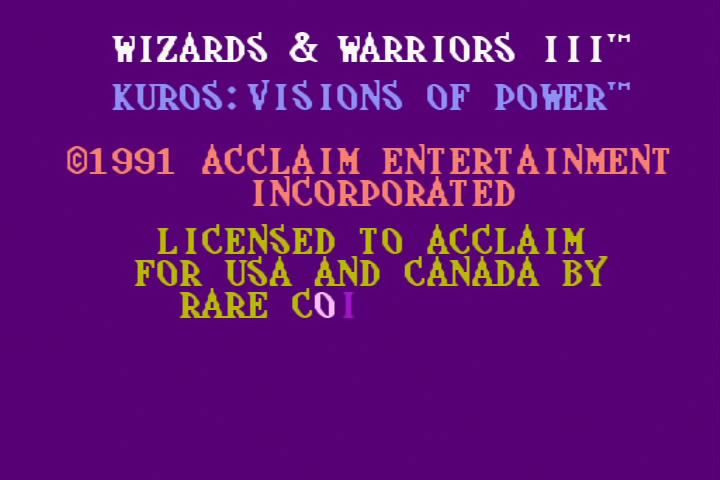 WIZARDS & WARRIORS III™
KUROS:VISIONS OF POWER™
©1991 ACCLAIM ENTERTAINMENT
INCORPORATED
LICENSED TO ACCLAIM
FOR USA AND CANADA BY
RARE COI